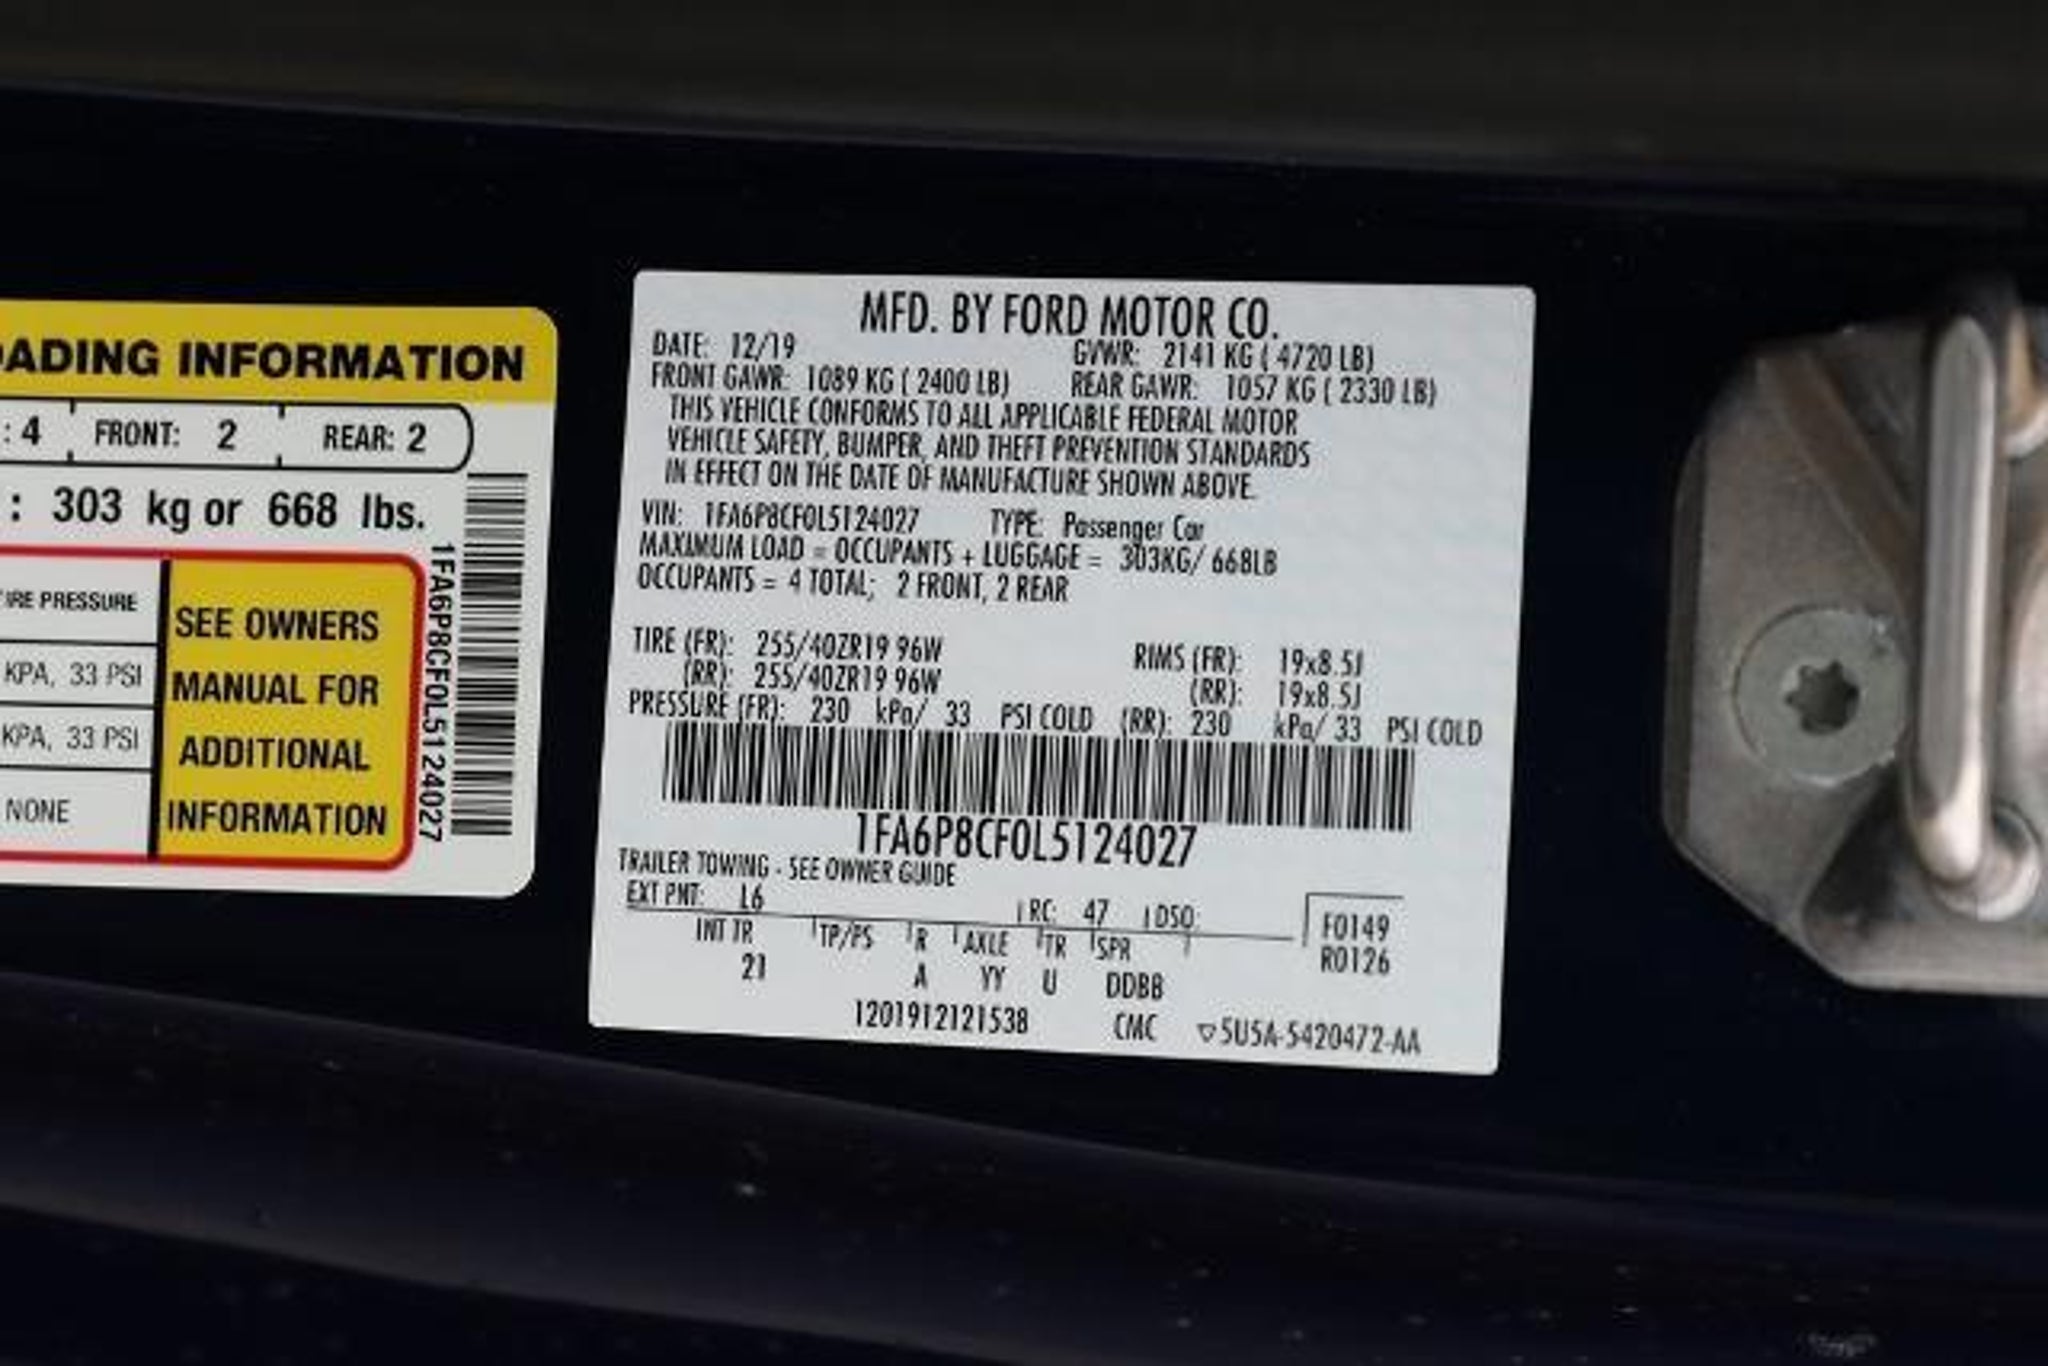 ADING INFORMATION
: 4 FRONT: 2 REAR: 2
: 303 kg or 668 lbs.
PRESSURE
KPA, 33 PSI
KPA, 33 PSI
NONE
SEE OWNERS
MANUAL FOR
ADDITIONAL
INFORMATION
1FA6P8CF0L5124027
MFD. BY FORD MOTOR CO.
DATE: 12/19 GVWR: 2141 KG ( 4720 LB)
FRONT GAWR: 1089 KG ( 2400 LB) REAR GAWR: 1057 KG ( 2330 LB)
THIS VEHICLE CONFORMS TO ALL APPLICABLE FEDERAL MOTOR
VEHICLE SAFETY, BUMPER, AND THEFT PREVENTION STANDARDS
IN EFFECT ON THE DATE OF MANUFACTURE SHOWN ABOVE.
VIN: 1FA6P8CF0L5124027 TYPE: Passenger Car
MAXIMUM LOAD = OCCUPANTS + LUGGAGE = 303KG/ 668LB
OCCUPANTS = 4 TOTAL; 2 FRONT, 2 REAR
TIRE (FR): 255/40ZR19 96W RIMS (FR): 19x8.5J
(RR): 255/40ZR19 96W (RR): 19x8.5J
PRESSURE (FR): 230 kPa/ 33 PSI COLD (RR): 230 kPa/ 33 PSI COLD
1FA6P8CF0L5124027
TRAILER TOWING - SEE OWNER GUIDE
EXT PNT: L6 RC: 47 DSO:
F0149
INT TR TP/PS R AXLE TR SPR
R0126
21 A YY U DDBB
1201912121538 CMC ▽5U5A-5420472-AA